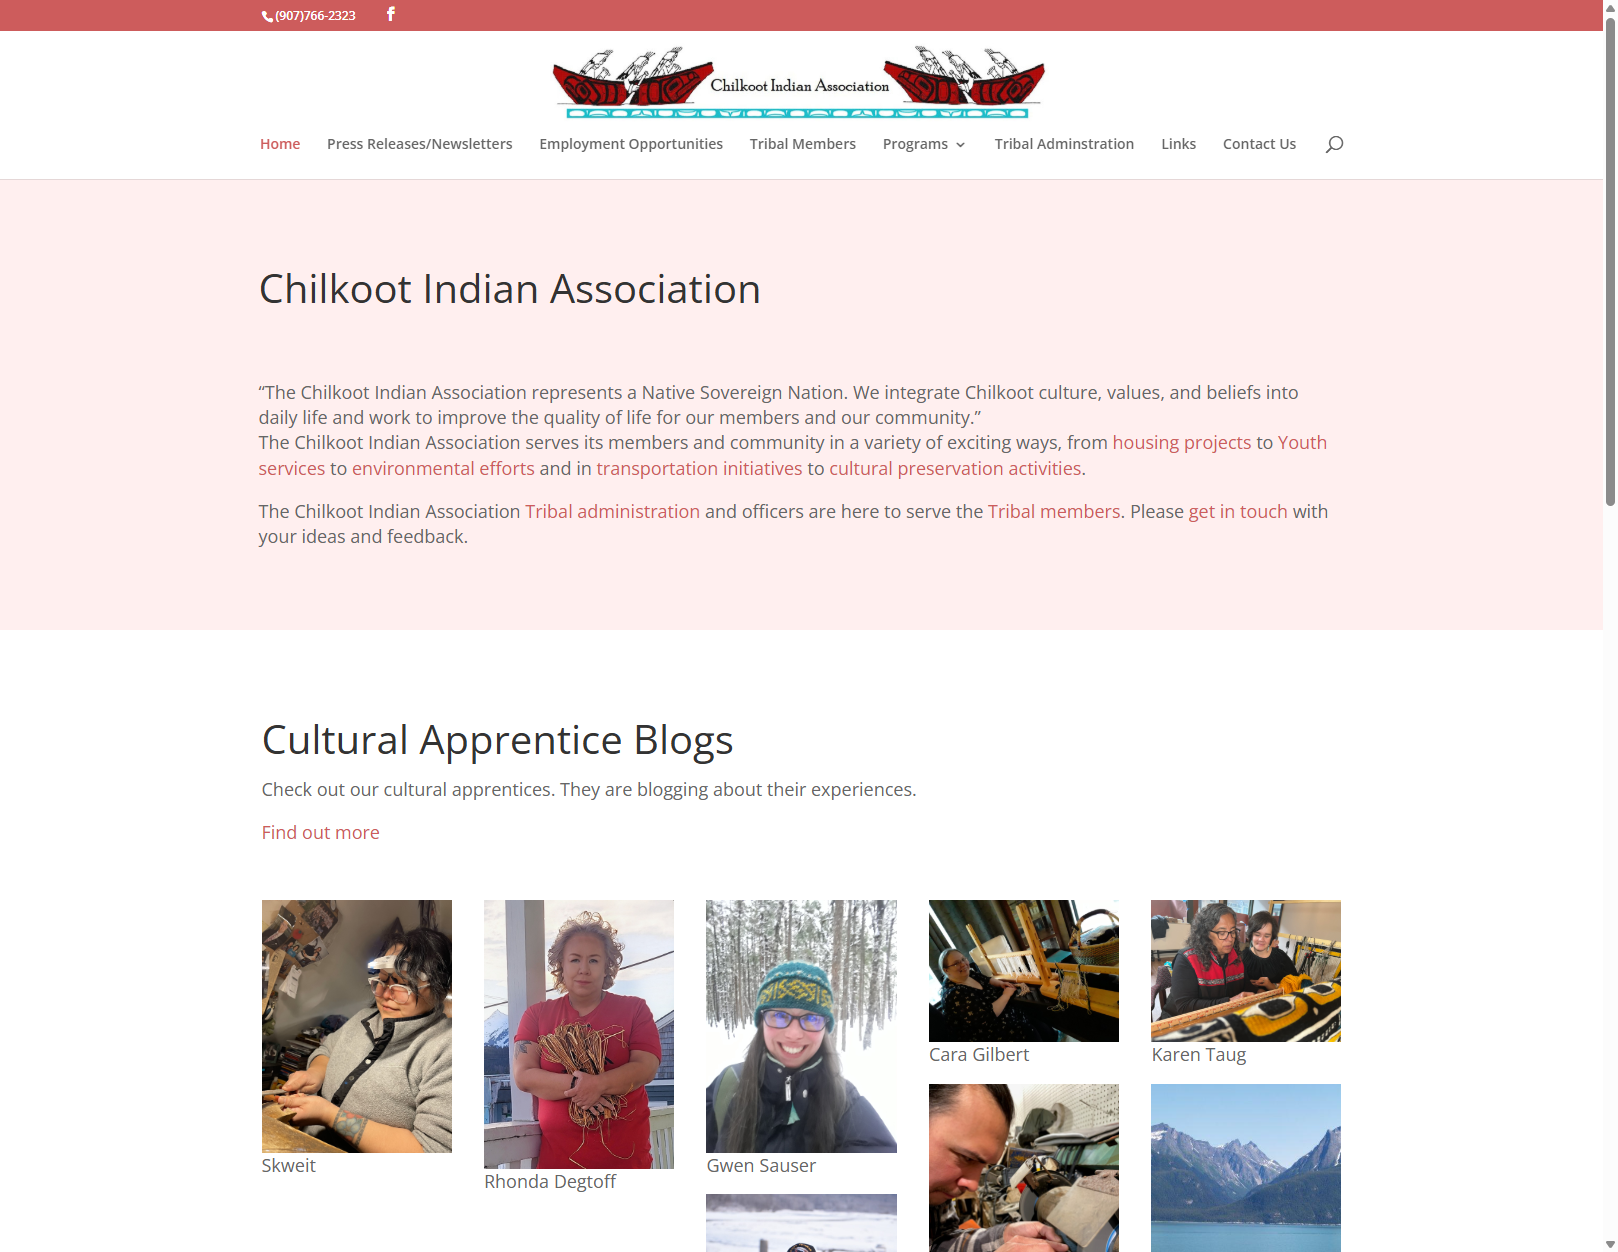 (907)766-2323
Chilkoot Indian Association
Home Press Releases/Newsletters Employment Opportunities Tribal Members Programs Tribal Adminstration Links Contact Us
Chilkoot Indian Association
“The Chilkoot Indian Association represents a Native Sovereign Nation. We integrate Chilkoot culture, values, and beliefs into
daily life and work to improve the quality of life for our members and our community.”
The Chilkoot Indian Association serves its members and community in a variety of exciting ways, from housing projects to Youth
services to environmental efforts and in transportation initiatives to cultural preservation activities.
The Chilkoot Indian Association Tribal administration and officers are here to serve the Tribal members. Please get in touch with
your ideas and feedback.
Cultural Apprentice Blogs
Check out our cultural apprentices. They are blogging about their experiences.
Find out more
Skweit
Rhonda Degtoff
Gwen Sauser
Cara Gilbert
Karen Taug